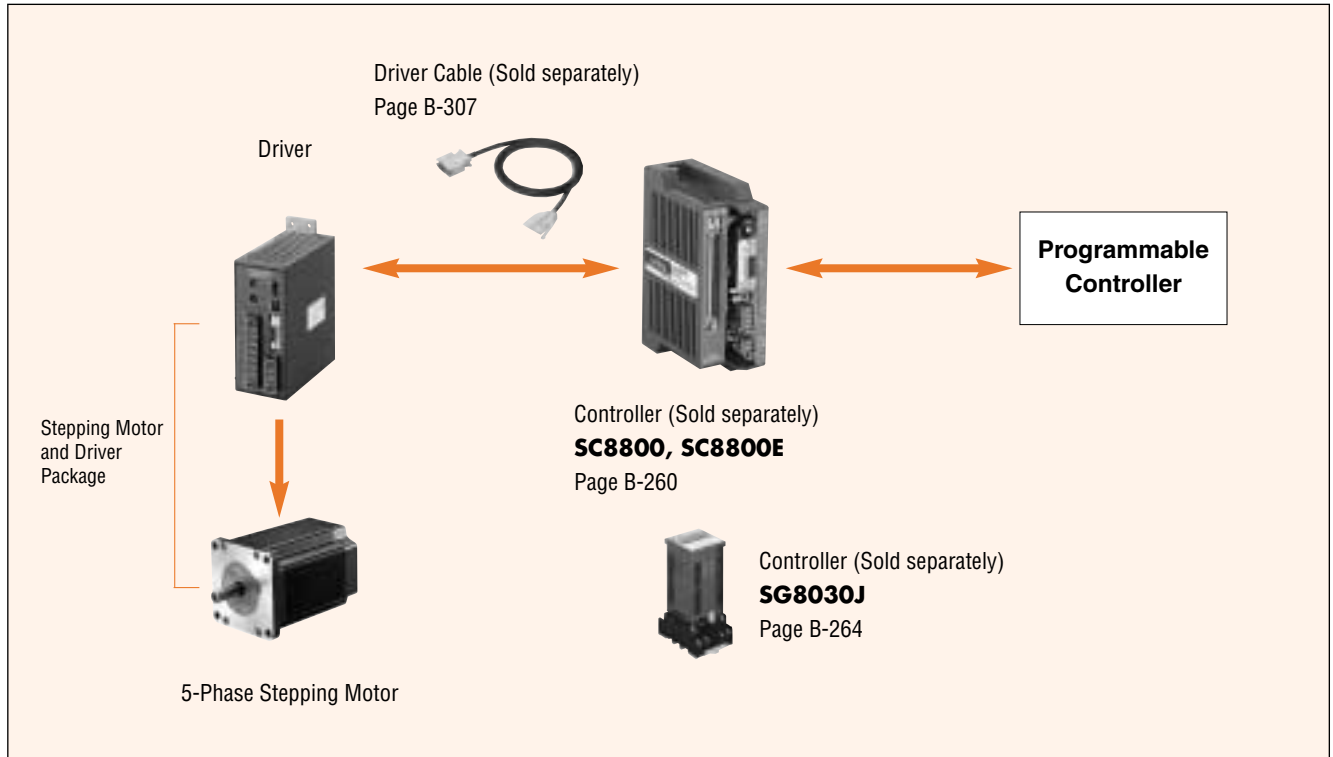 Driver Cable (Sold separately)
Page B-307
Driver
Programmable
Controller
Controller (Sold separately)
SC8800, SC8800E
Page B-260
Stepping Motor
and Driver
Package
Controller (Sold separately)
SG8030J
Page B-264
5-Phase Stepping Motor